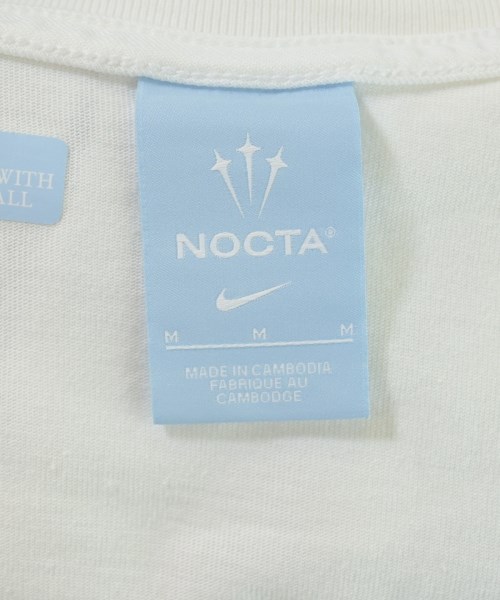 WITH
ALL
NOCTA®
M M M
MADE IN CAMBODIA
FABRIQUE AU
CAMBODGE